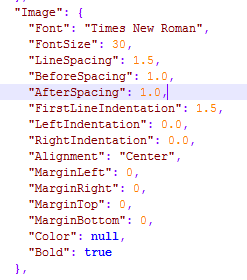 },
"Image": {
"Font": "Times New Roman",
"FontSize": 30,
"LineSpacing": 1.5,
"BeforeSpacing": 1.0,
"AfterSpacing": 1.0,
"FirstLineIndentation": 1.5,
"LeftIndentation": 0.0,
"RightIndentation": 0.0,
"Alignment": "Center",
"MarginLeft": 0,
"MarginRight": 0,
"MarginTop": 0,
"MarginBottom": 0,
"Color": null,
"Bold": true
},